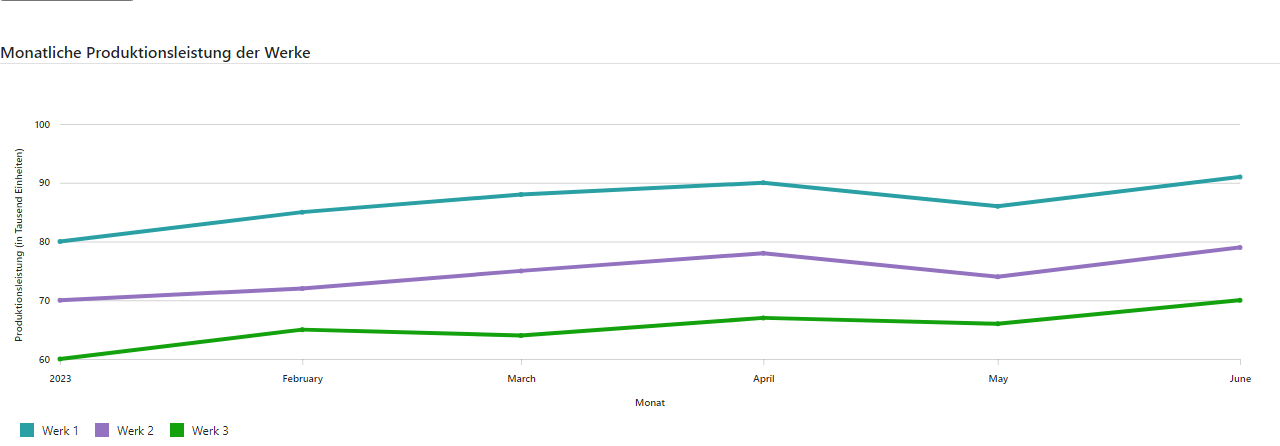 Monatliche Produktionsleistung der Werke
Produktionsleistung (in Tausend Einheiten)
100
90
80
70
60
2023 February March April May June
Monat
Werk 1 Werk 2 Werk 3